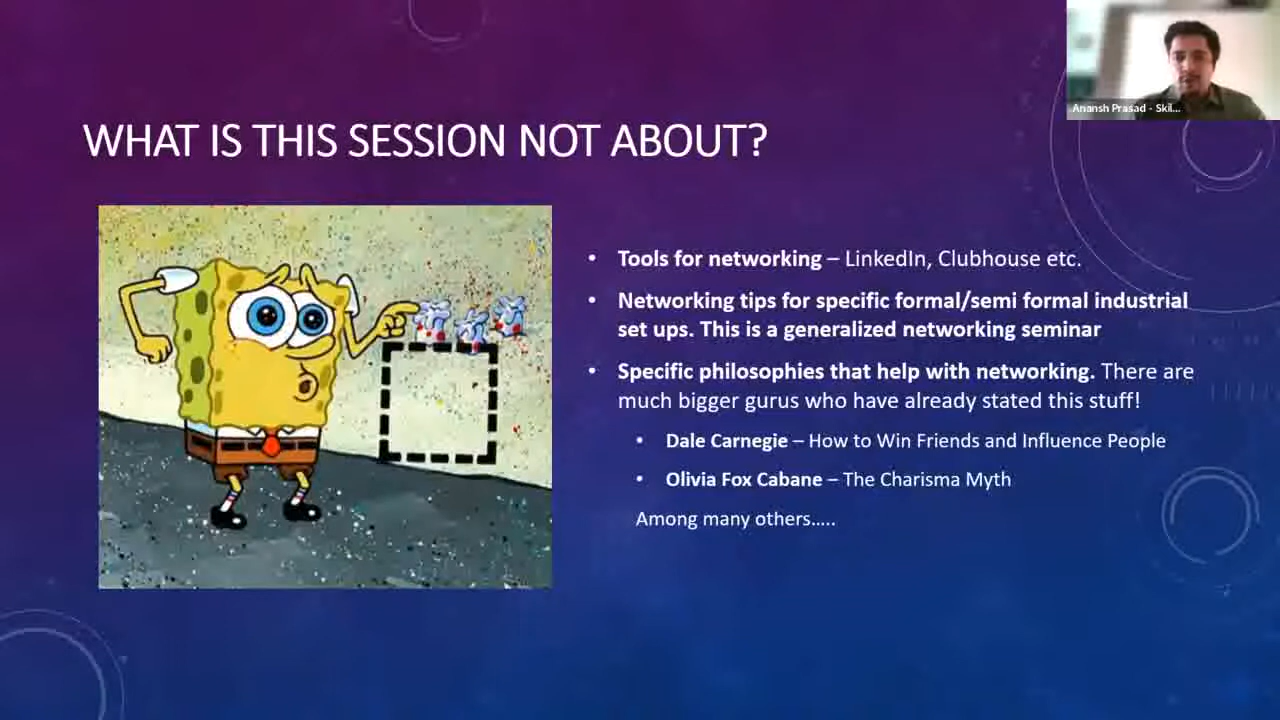 Anansh Prasad - Skil...
WHAT IS THIS SESSION NOT ABOUT?
• Tools for networking – LinkedIn, Clubhouse etc.
• Networking tips for specific formal/semi formal industrial
set ups. This is a generalized networking seminar
• Specific philosophies that help with networking. There are
much bigger gurus who have already stated this stuff!
• Dale Carnegie – How to Win Friends and Influence People
• Olivia Fox Cabane – The Charisma Myth
Among many others.....